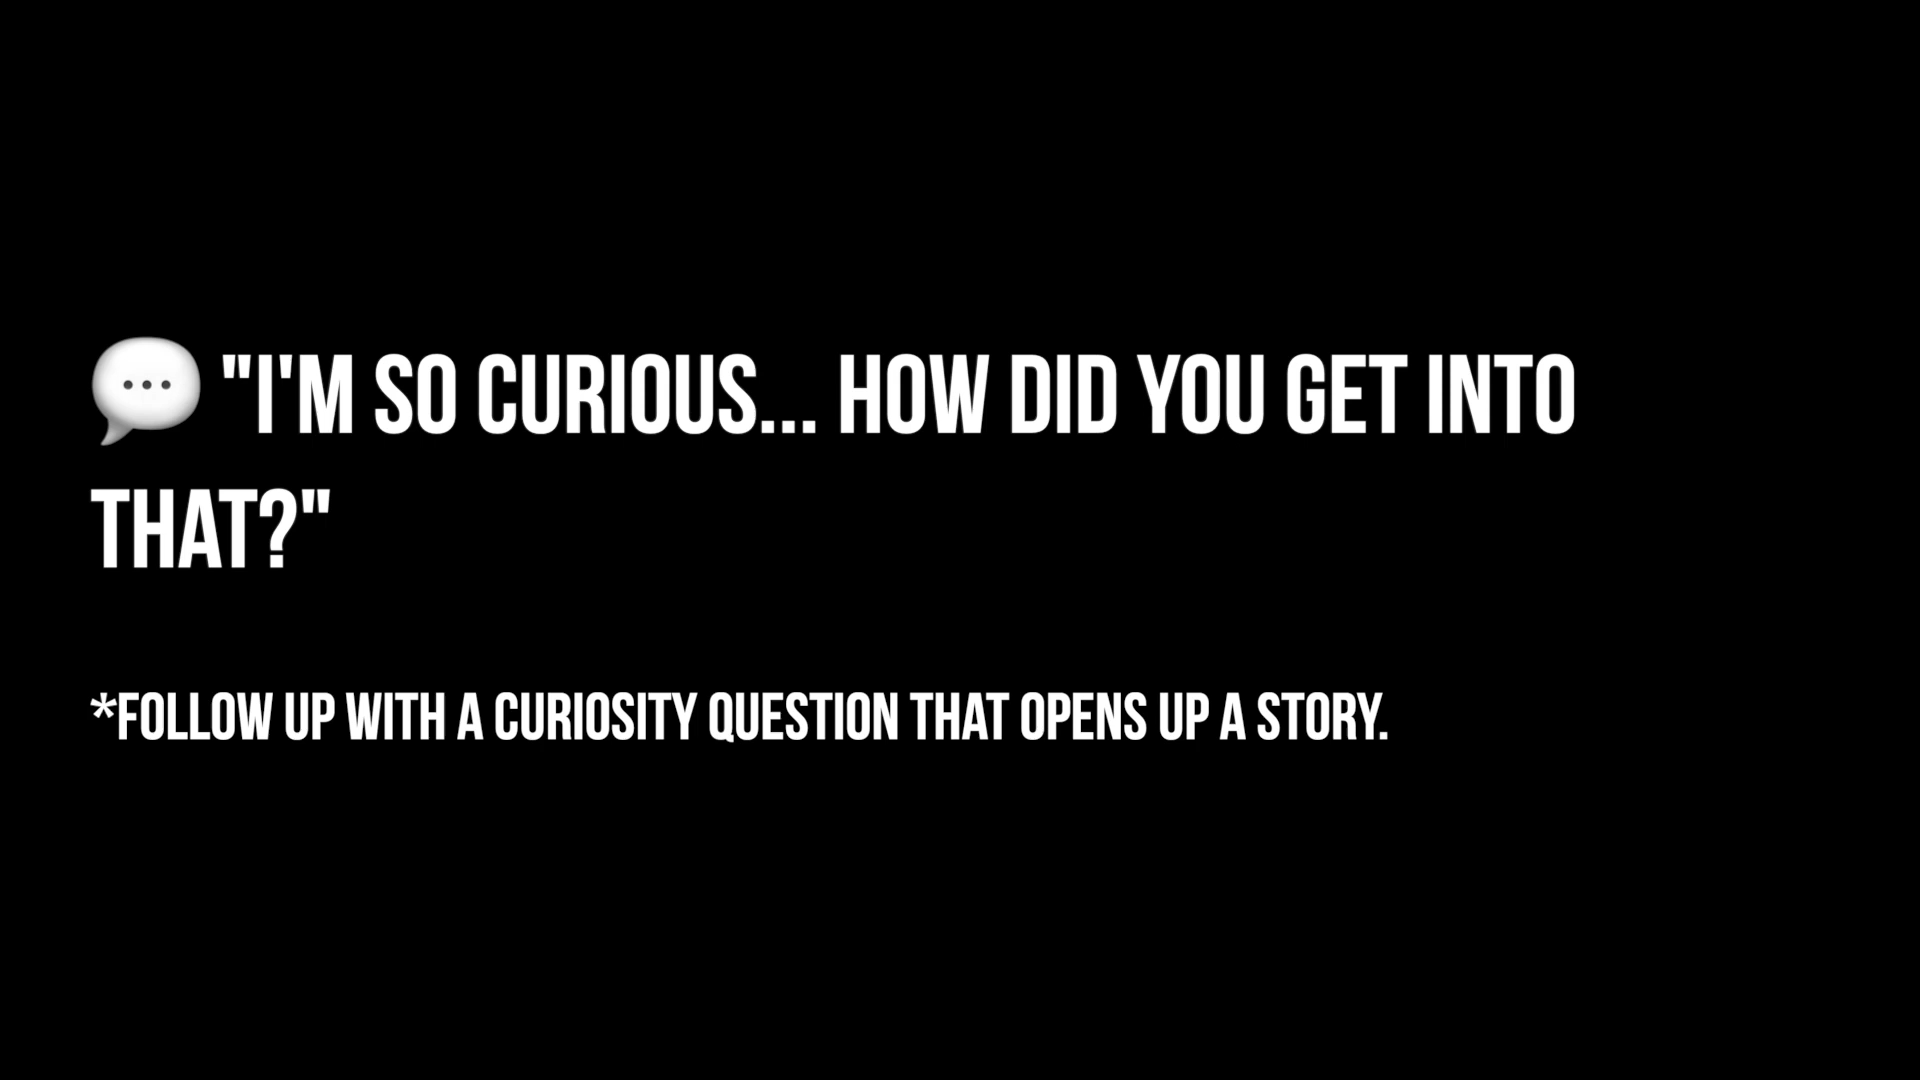 💬 "I'M SO CURIOUS... HOW DID YOU GET INTO
THAT?"
*FOLLOW UP WITH A CURIOSITY QUESTION THAT OPENS UP A STORY.